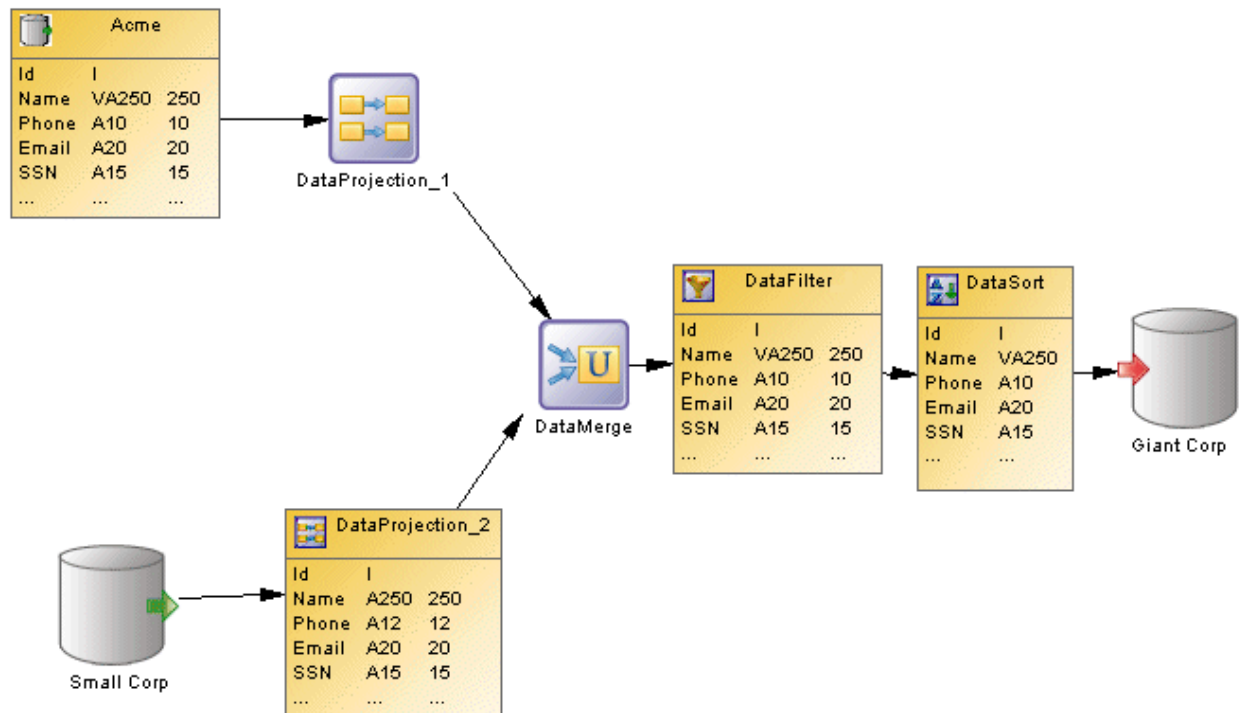 Acme
Id I
Name VA250 250
Phone A10 10
Email A20 20
SSN A15 15
... ... ...
DataProjection_1
U
DataMerge
DataFilter
Id I
Name VA250 250
Phone A10 10
Email A20 20
SSN A15 15
... ... ...
A
Z
DataSort
Id I
Name VA250
Phone A10
Email A20
SSN A15
... ...
Giant Corp
Small Corp
DataProjection_2
Id I
Name A250 250
Phone A12 12
Email A20 20
SSN A15 15
... ... ...